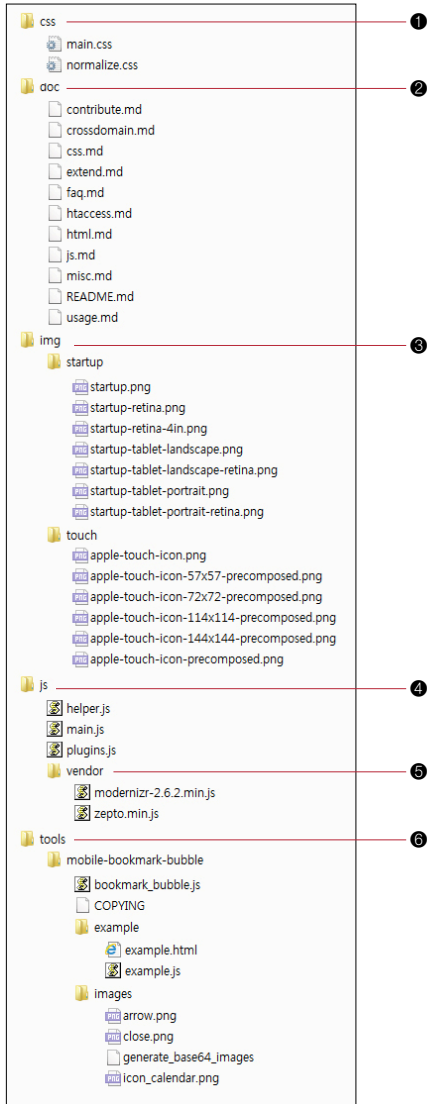 css ❶
main.css
normalize.css
doc ❷
contribute.md
crossdomain.md
css.md
extend.md
faq.md
htaccess.md
html.md
js.md
misc.md
README.md
usage.md
img ❸
startup
startup.png
startup-retina.png
startup-retina-4in.png
startup-tablet-landscape.png
startup-tablet-landscape-retina.png
startup-tablet-portrait.png
startup-tablet-portrait-retina.png
touch
apple-touch-icon.png
apple-touch-icon-57x57-precomposed.png
apple-touch-icon-72x72-precomposed.png
apple-touch-icon-114x114-precomposed.png
apple-touch-icon-144x144-precomposed.png
apple-touch-icon-precomposed.png
js ❹
helper.js
main.js
plugins.js
vendor ❺
modernizr-2.6.2.min.js
zepto.min.js
tools ❻
mobile-bookmark-bubble
bookmark_bubble.js
COPYING
example
example.html
example.js
images
arrow.png
close.png
generate_base64_images
icon_calendar.png